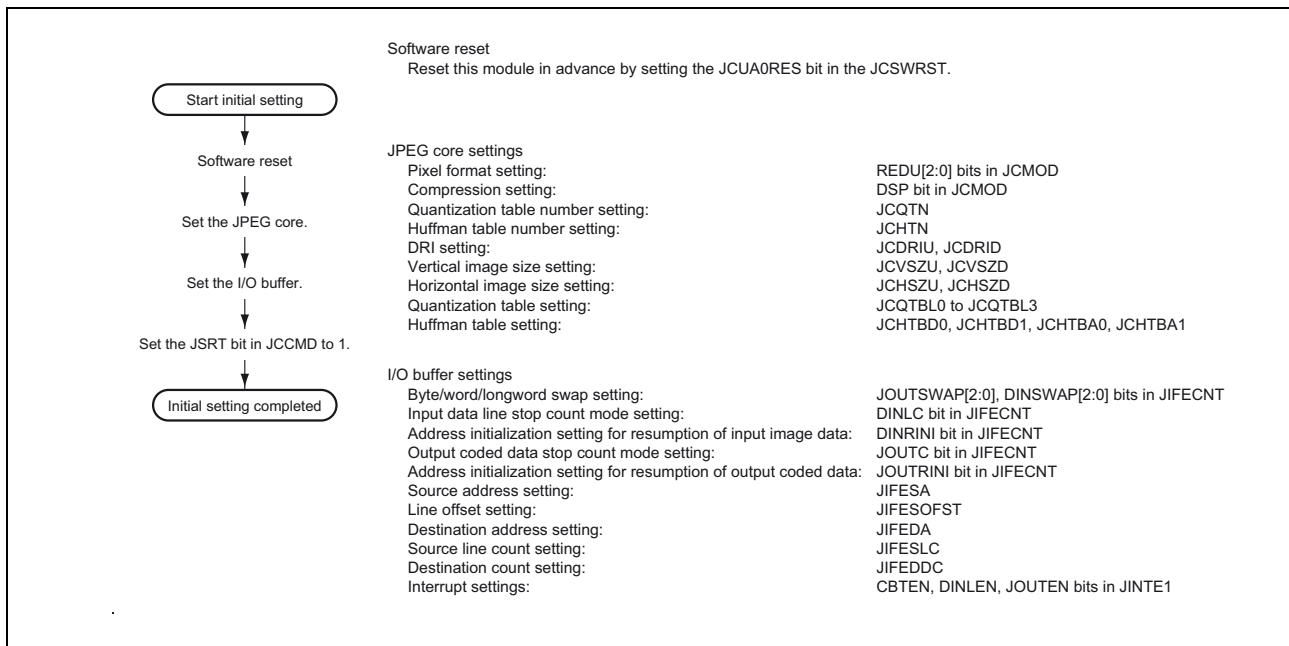 Software reset
Reset this module in advance by setting the JCUA0RES bit in the JCSWRST.
Start initial setting
Software reset
Set the JPEG core.
Set the I/O buffer.
Set the JSRT bit in JCCMD to 1.
Initial setting completed
JPEG core settings
Pixel format setting: REDU[2:0] bits in JCMOD
Compression setting: DSP bit in JCMOD
Quantization table number setting: JCQTN
Huffman table number setting: JCHTN
DRI setting: JCDRIU, JCDRID
Vertical image size setting: JCVSZU, JCVSZD
Horizontal image size setting: JCHSZU, JCHSZD
Quantization table setting: JCQTBL0 to JCQTBL3
Huffman table setting: JCHTBD0, JCHTBD1, JCHTBA0, JCHTBA1
I/O buffer settings
Byte/word/longword swap setting: JOUTSWAP[2:0], DINSWAP[2:0] bits in JIFECNT
Input data line stop count mode setting: DINLC bit in JIFECNT
Address initialization setting for resumption of input image data: DINRINI bit in JIFECNT
Output coded data stop count mode setting: JOUTC bit in JIFECNT
Address initialization setting for resumption of output coded data: JOUTRINI bit in JIFECNT
Source address setting: JIFESA
Line offset setting: JIFESOFST
Destination address setting: JIFEDA
Source line count setting: JIFESLC
Destination count setting: JIFEDDC
Interrupt settings: CBTEN, DINLEN, JOUTEN bits in JINTE1
.